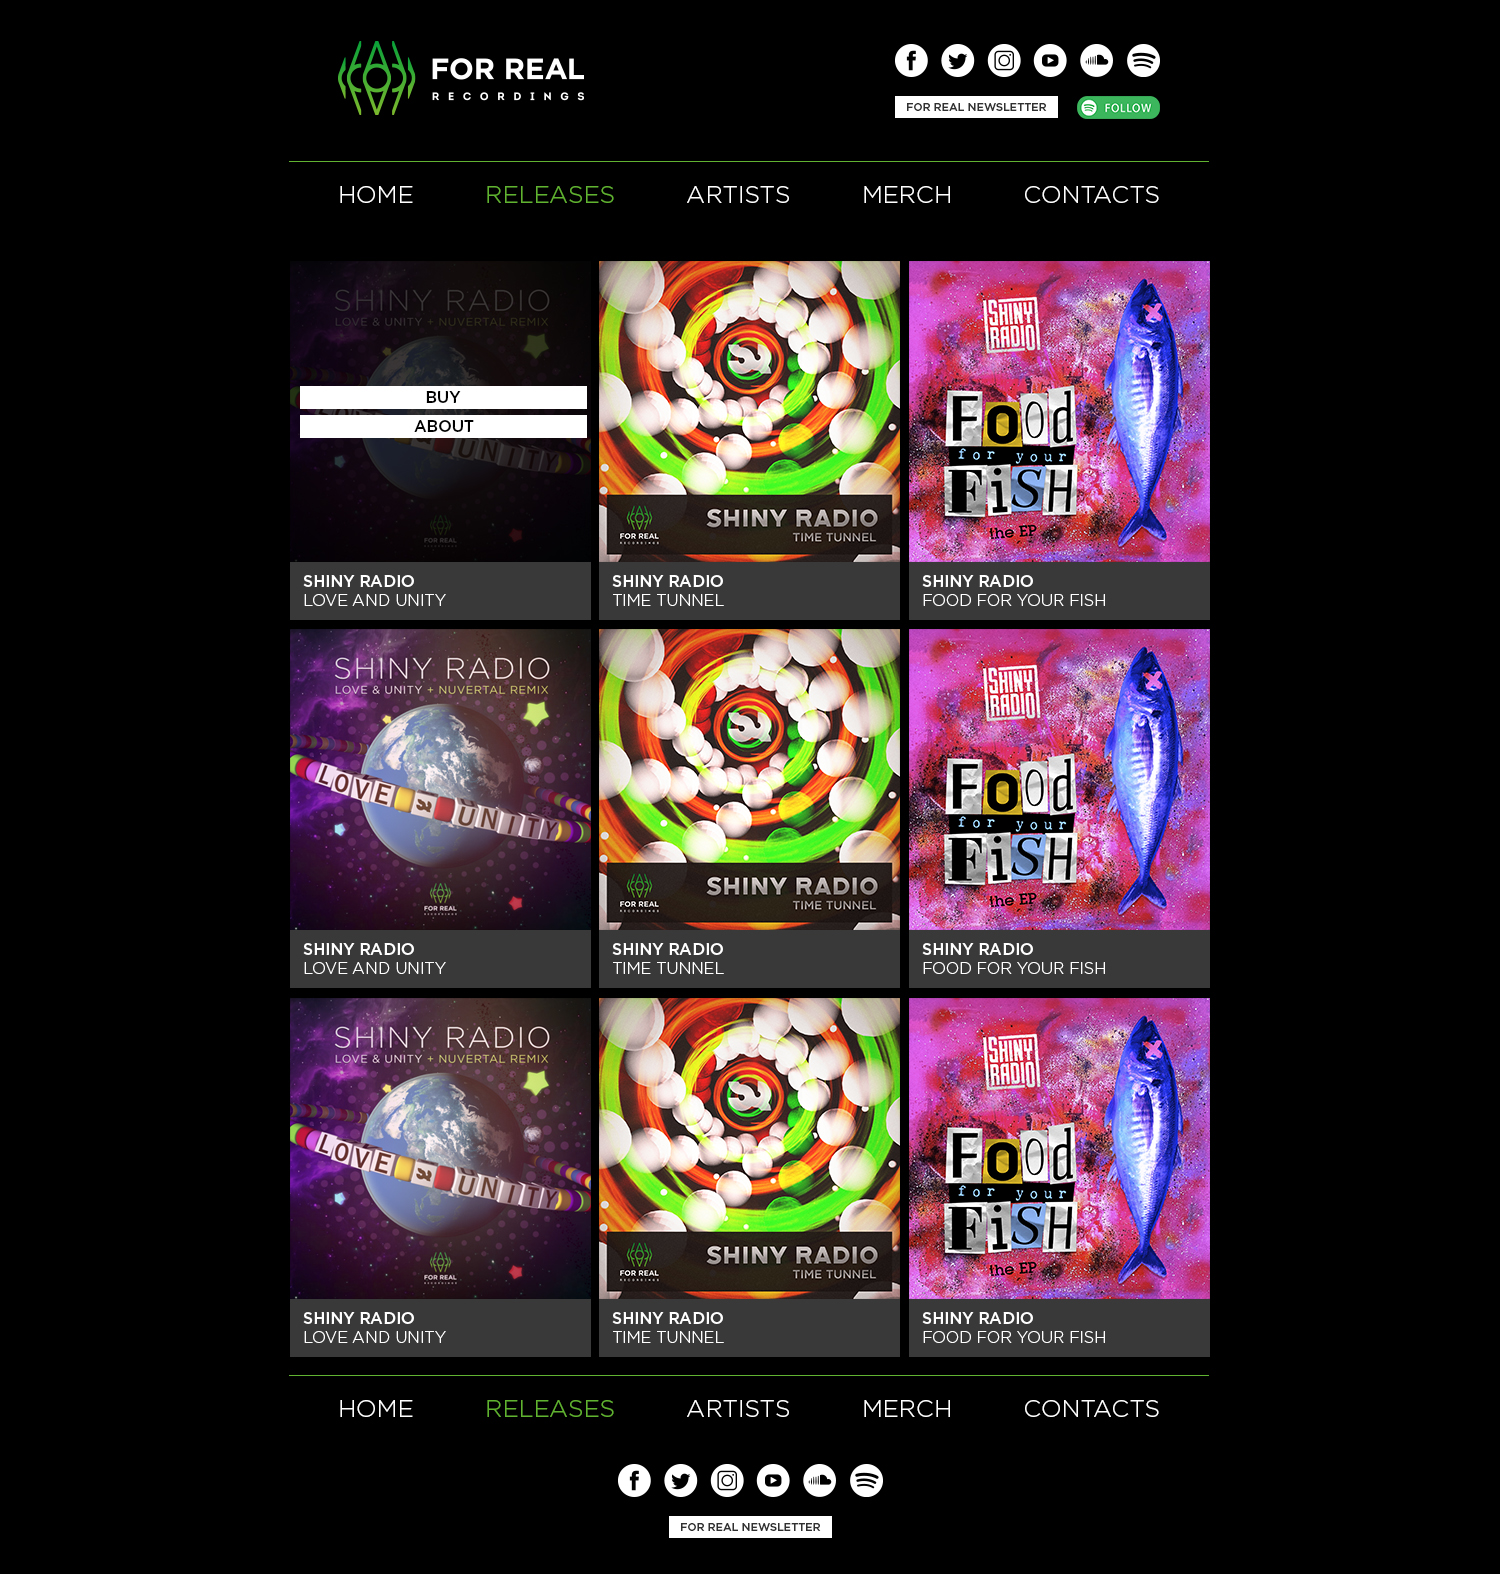 FOR REAL
RECORDINGS
FOR REAL NEWSLETTER
FOLLOW
HOME RELEASES ARTISTS MERCH CONTACTS
SHINY RADIO
LOVE & UNITY + NUVERTAL REMIX
BUY
ABOUT
UNITY
FOR REAL
RECORDINGS
SHINY RADIO
LOVE AND UNITY
FOR REAL
RECORDINGS
SHINY RADIO
TIME TUNNEL
SHINY RADIO
TIME TUNNEL
SHINY
RADIO
Food
for your
FiSH
the EP
SHINY RADIO
FOOD FOR YOUR FISH
SHINY RADIO
LOVE & UNITY + NUVERTAL REMIX
LOVE & UNITY
FOR REAL
RECORDINGS
SHINY RADIO
LOVE AND UNITY
FOR REAL
RECORDINGS
SHINY RADIO
TIME TUNNEL
SHINY RADIO
TIME TUNNEL
SHINY
RADIO
Food
for your
FiSH
the EP
SHINY RADIO
FOOD FOR YOUR FISH
SHINY RADIO
LOVE & UNITY + NUVERTAL REMIX
LOVE & UNITY
FOR REAL
RECORDINGS
SHINY RADIO
LOVE AND UNITY
FOR REAL
RECORDINGS
SHINY RADIO
TIME TUNNEL
SHINY RADIO
TIME TUNNEL
SHINY
RADIO
Food
for your
FiSH
the EP
SHINY RADIO
FOOD FOR YOUR FISH
HOME RELEASES ARTISTS MERCH CONTACTS
FOR REAL NEWSLETTER